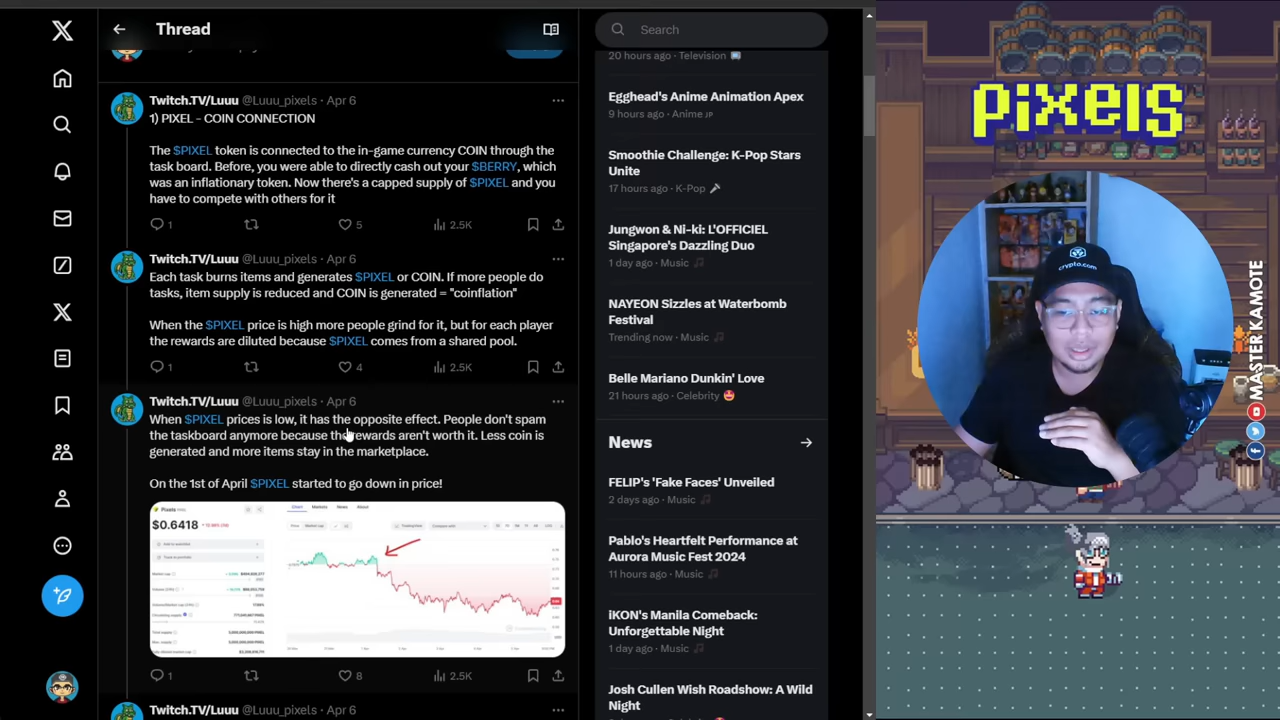 Thread
Search
Twitch.TV/Luuu @Luuu_pixels · Apr 6
1) PIXEL - COIN CONNECTION
The $PIXEL token is connected to the in-game currency COIN through the
task board. Before, you were able to directly cash out your $BERRY, which
was an inflationary token. Now there's a capped supply of $PIXEL and you
have to compete with others for it
1 5 2.5K
Twitch.TV/Luuu @Luuu_pixels · Apr 6
Each task burns items and generates $PIXEL or COIN. If more people do
tasks, item supply is reduced and COIN is generated = "coinflation"
When the $PIXEL price is high more people grind for it, but for each player
the rewards are diluted because $PIXEL comes from a shared pool.
1 4 2.5K
Twitch.TV/Luuu @Luuu_pixels · Apr 6
When $PIXEL prices is low, it has the opposite effect. People don't spam
the taskboard anymore because the rewards aren't worth it. Less coin is
generated and more items stay in the marketplace.
On the 1st of April $PIXEL started to go down in price!
Pixels
$0.6418
Chart Markets News About
1 8 2.5K
Twitch.TV/Luuu @Luuu_pixels · Apr 6
20 hours ago · Television
Egghead's Anime Animation Apex
9 hours ago · Anime JP
Smoothie Challenge: K-Pop Stars
Unite
17 hours ago · K-Pop
Jungwon & Ni-ki: L'OFFICIEL
Singapore's Dazzling Duo
1 day ago · Music
NAYEON Sizzles at Waterbomb
Festival
Trending now · Music
Belle Mariano Dunkin' Love
21 hours ago · Celebrity
News
FELIP's 'Fake Faces' Unveiled
2 days ago · Music
Pablo's Heartfelt Performance at
Aurora Music Fest 2024
11 hours ago · Music
iKON's Manila Comeback:
Unforgettable Night
1 day ago · Music
Josh Cullen Wish Roadshow: A Wild
Night
pixels
crypto.com
MASTER KAMOTE